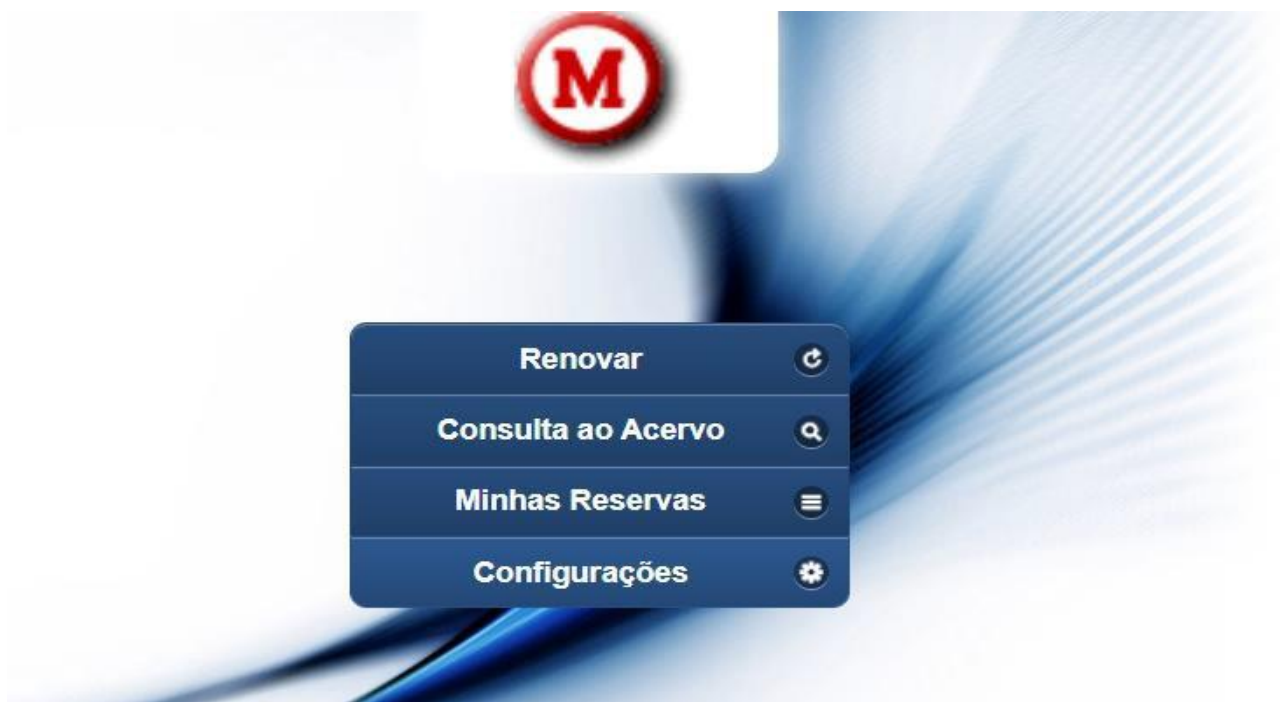 M
Renovar
Consulta ao Acervo
Minhas Reservas
Configurações